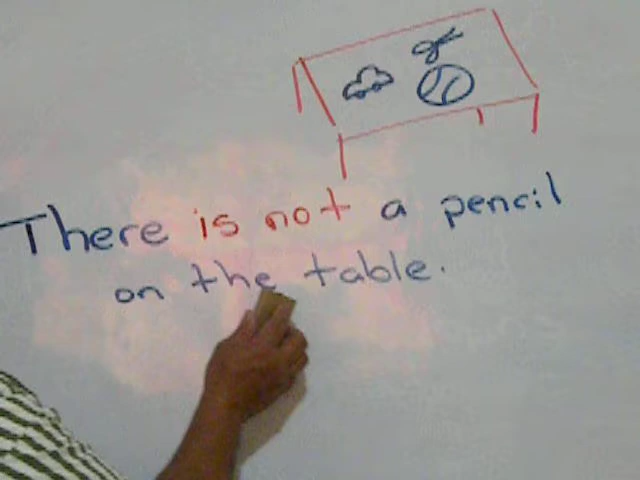 There is not a pencil
on the table.